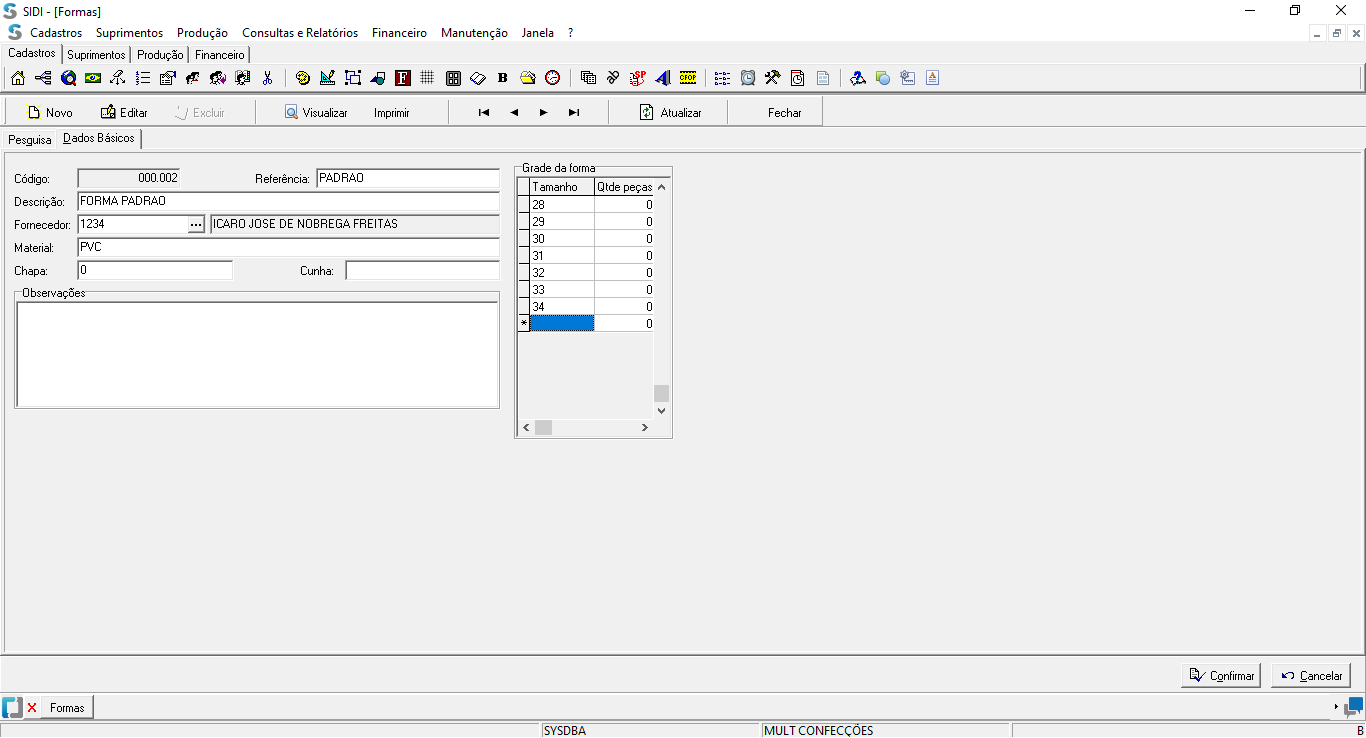 SIDI - [Formas]
Cadastros Suprimentos Produção Consultas e Relatórios Financeiro Manutenção Janela ?
Cadastros Suprimentos Produção Financeiro
F B SP CFOP A
Novo Editar Excluir Visualizar Imprimir Atualizar Fechar
Pesquisa Dados Básicos
Código: 000.002 Referência: PADRAO
Descrição: FORMA PADRAO
Fornecedor: 1234 ... ICARO JOSE DE NOBREGA FREITAS
Material: PVC
Chapa: 0 Cunha:
Observações
Grade da forma
Tamanho Qtde peças
28 0
29 0
30 0
31 0
32 0
33 0
34 0
* 0
Confirmar Cancelar
Formas
SYSDBA MULT CONFECÇÕES B